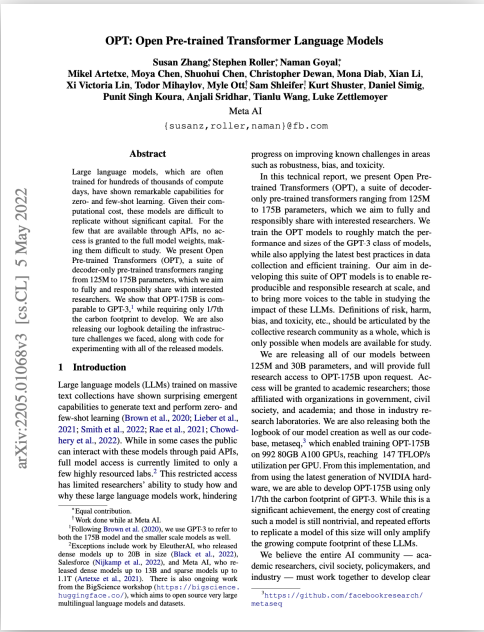 OPT: Open Pre-trained Transformer Language Models
Susan Zhang,* Stephen Roller,* Naman Goyal,*
Mikel Artetxe, Moya Chen, Shuohui Chen, Christopher Dewan, Mona Diab, Xian Li,
Xi Victoria Lin, Todor Mihaylov, Myle Ott,† Sam Shleifer,† Kurt Shuster, Daniel Simig,
Punit Singh Koura, Anjali Sridhar, Tianlu Wang, Luke Zettlemoyer
Meta AI
{susanz,roller,naman}@fb.com
arXiv:2205.01068v3 [cs.CL] 5 May 2022
Abstract
Large language models, which are often
trained for hundreds of thousands of compute
days, have shown remarkable capabilities for
zero- and few-shot learning. Given their com-
putational cost, these models are difficult to
replicate without significant capital. For the
few that are available through APIs, no ac-
cess is granted to the full model weights, mak-
ing them difficult to study. We present Open
Pre-trained Transformers (OPT), a suite of
decoder-only pre-trained transformers ranging
from 125M to 175B parameters, which we aim
to fully and responsibly share with interested
researchers. We show that OPT-175B is com-
parable to GPT-3,¹ while requiring only 1/7th
the carbon footprint to develop. We are also
releasing our logbook detailing the infrastruc-
ture challenges we faced, along with code for
experimenting with all of the released models.
1 Introduction
Large language models (LLMs) trained on massive
text collections have shown surprising emergent
capabilities to generate text and perform zero- and
few-shot learning (Brown et al., 2020; Lieber et al.,
2021; Smith et al., 2022; Rae et al., 2021; Chowd-
hery et al., 2022). While in some cases the public
can interact with these models through paid APIs,
full model access is currently limited to only a
few highly resourced labs.² This restricted access
has limited researchers' ability to study how and
why these large language models work, hindering
*Equal contribution.
†Work done while at Meta AI.
¹Following Brown et al. (2020), we use GPT-3 to refer to
both the 175B model and the smaller scale models as well.
²Exceptions include work by EleutherAI, who released
dense models up to 20B in size (Black et al., 2022),
Salesforce (Nijkamp et al., 2022), and Meta AI, who re-
leased dense models up to 13B and sparse models up to
1.1T (Artetxe et al., 2021). There is also ongoing work
from the BigScience workshop (https://bigscience.
huggingface.co/), which aims to open source very large
multilingual language models and datasets.
progress on improving known challenges in areas
such as robustness, bias, and toxicity.
In this technical report, we present Open Pre-
trained Transformers (OPT), a suite of decoder-
only pre-trained transformers ranging from 125M
to 175B parameters, which we aim to fully and
responsibly share with interested researchers. We
train the OPT models to roughly match the per-
formance and sizes of the GPT-3 class of models,
while also applying the latest best practices in data
collection and efficient training. Our aim in de-
veloping this suite of OPT models is to enable re-
producible and responsible research at scale, and
to bring more voices to the table in studying the
impact of these LLMs. Definitions of risk, harm,
bias, and toxicity, etc., should be articulated by the
collective research community as a whole, which is
only possible when models are available for study.
We are releasing all of our models between
125M and 30B parameters, and will provide full
research access to OPT-175B upon request. Ac-
cess will be granted to academic researchers; those
affiliated with organizations in government, civil
society, and academia; and those in industry re-
search laboratories. We are also releasing both the
logbook of our model creation as well as our code-
base, metaseq,³ which enabled training OPT-175B
on 992 80GB A100 GPUs, reaching 147 TFLOP/s
utilization per GPU. From this implementation, and
from using the latest generation of NVIDIA hard-
ware, we are able to develop OPT-175B using only
1/7th the carbon footprint of GPT-3. While this is a
significant achievement, the energy cost of creating
such a model is still nontrivial, and repeated efforts
to replicate a model of this size will only amplify
the growing compute footprint of these LLMs.
We believe the entire AI community — aca-
demic researchers, civil society, policymakers, and
industry — must work together to develop clear
³https://github.com/facebookresearch/
metaseq